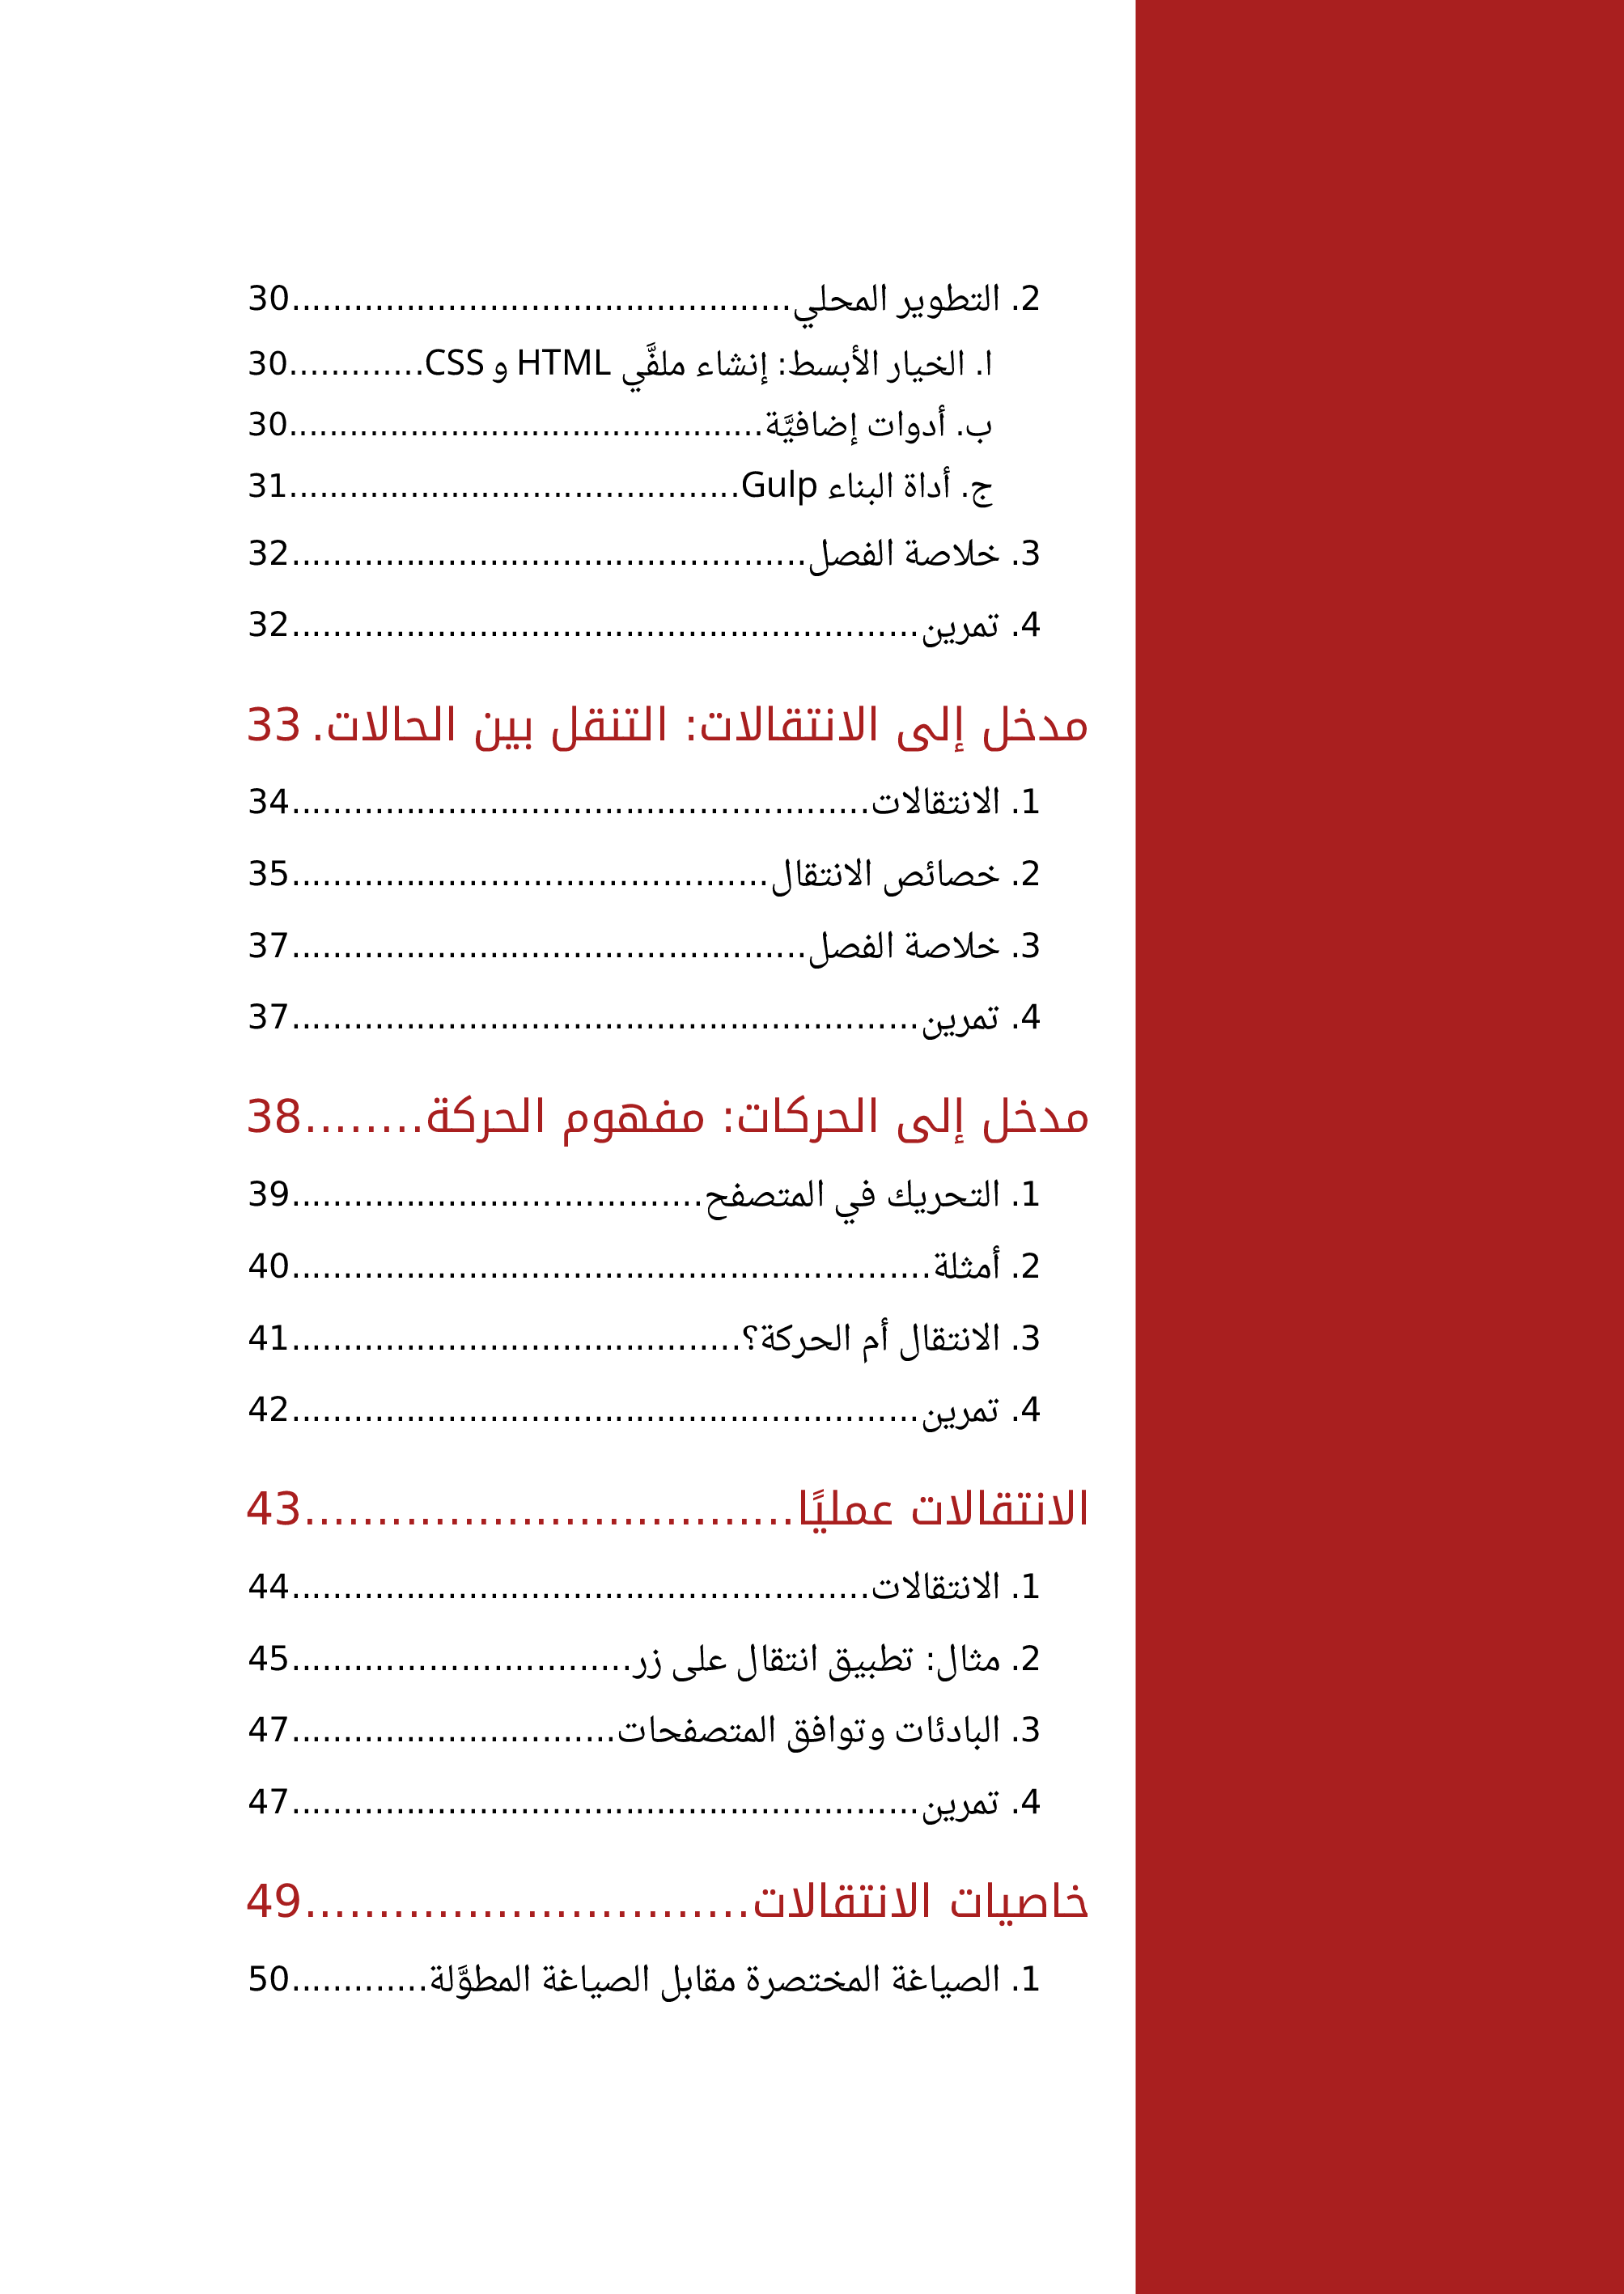 2. التطوير المحلي................................................30
ا. الخيار الأبسط: إنشاء ملفَّي HTML و CSS.............30
ب. أدوات إضافيَّة...............................................30
ج. أداة البناء Gulp.............................................31
3. خلاصة الفصل..................................................32
4. تمرين............................................................32
مدخل إلى الانتقالات: التنقل بين الحالات. 33
1. الانتقالات........................................................34
2. خصائص الانتقال..............................................35
3. خلاصة الفصل..................................................37
4. تمرين............................................................37
مدخل إلى الحركات: مفهوم الحركة........38
1. التحريك في المتصفح.......................................39
2. أمثلة..............................................................40
3. الانتقال أم الحركة؟...........................................41
4. تمرين............................................................42
الانتقالات عمليًا..................................43
1. الانتقالات........................................................44
2. مثال: تطبيق انتقال على زر................................45
3. البادئات وتوافق المتصفحات...............................47
4. تمرين............................................................47
خاصيات الانتقالات...............................49
1. الصياغة المختصرة مقابل الصياغة المطوَّلة.............50